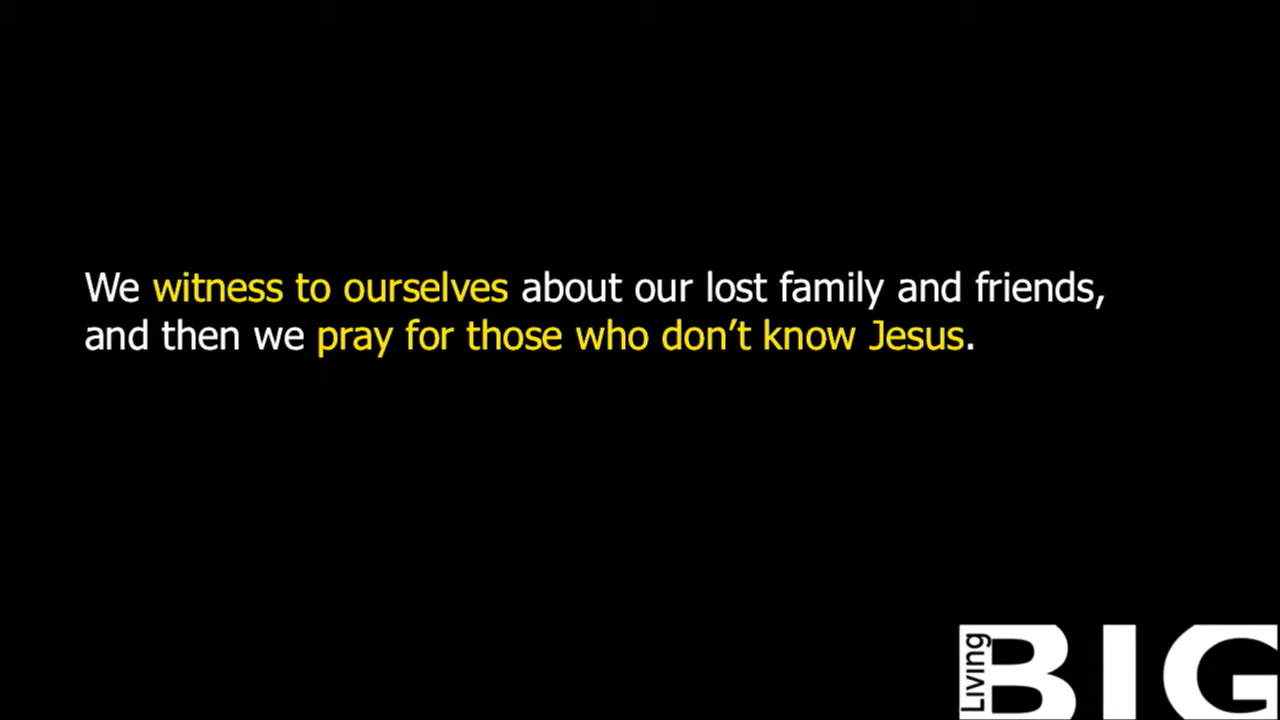 We witness to ourselves about our lost family and friends,
and then we pray for those who don’t know Jesus.
Living
BIG